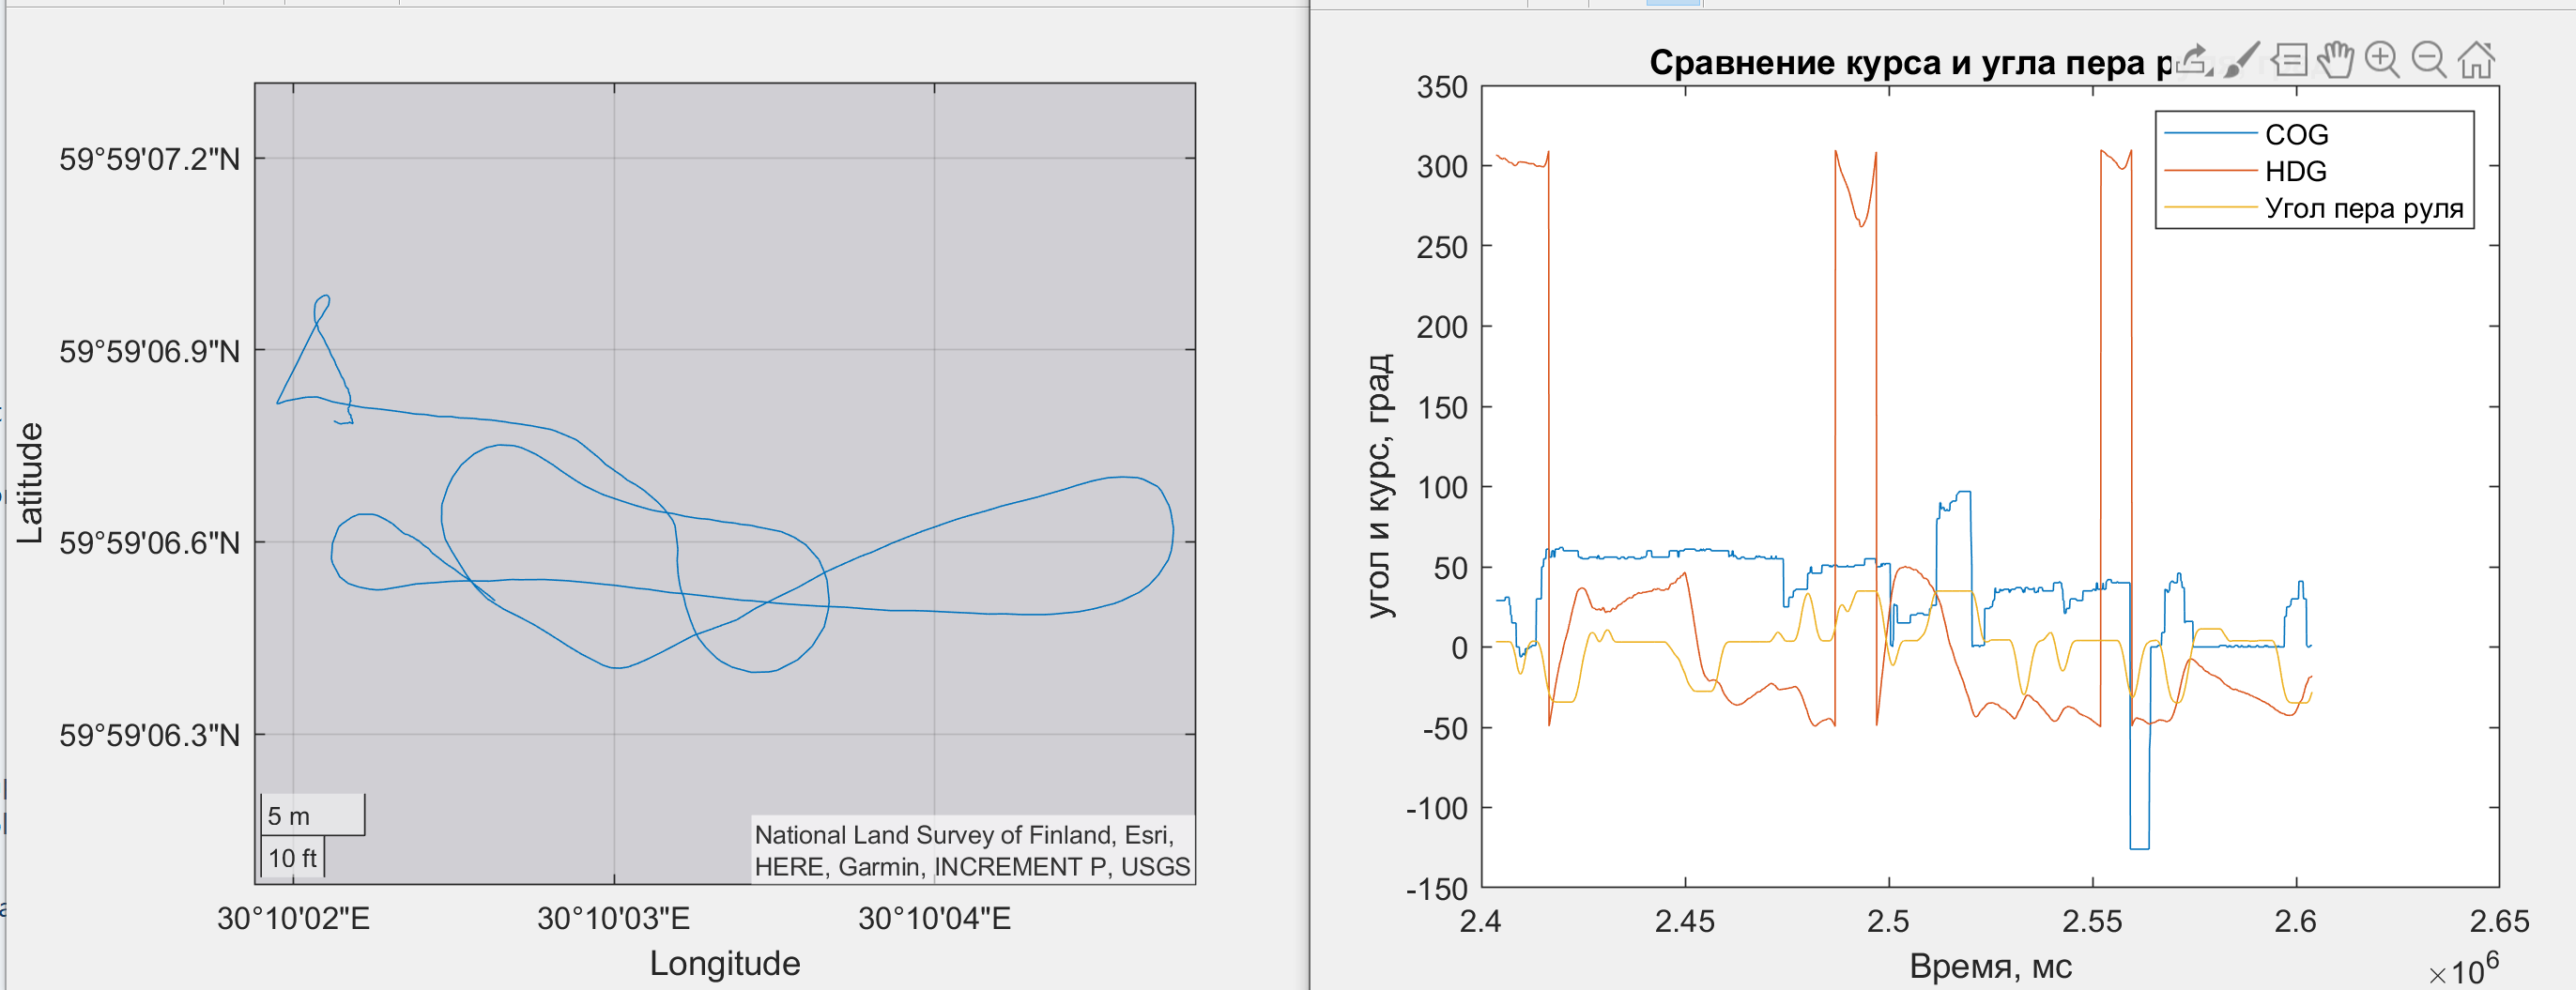 59°59'07.2"N
59°59'06.9"N
59°59'06.6"N
59°59'06.3"N
Latitude
5 m
10 ft
National Land Survey of Finland, Esri,
HERE, Garmin, INCREMENT P, USGS
30°10'02"E
30°10'03"E
30°10'04"E
Longitude
Сравнение курса и угла пера
350
300
250
200
150
100
50
0
-50
-100
-150
угол и курс, град
COG
HDG
Угол пера руля
2.4
2.45
2.5
2.55
2.6
2.65
Время, мс
×10⁶